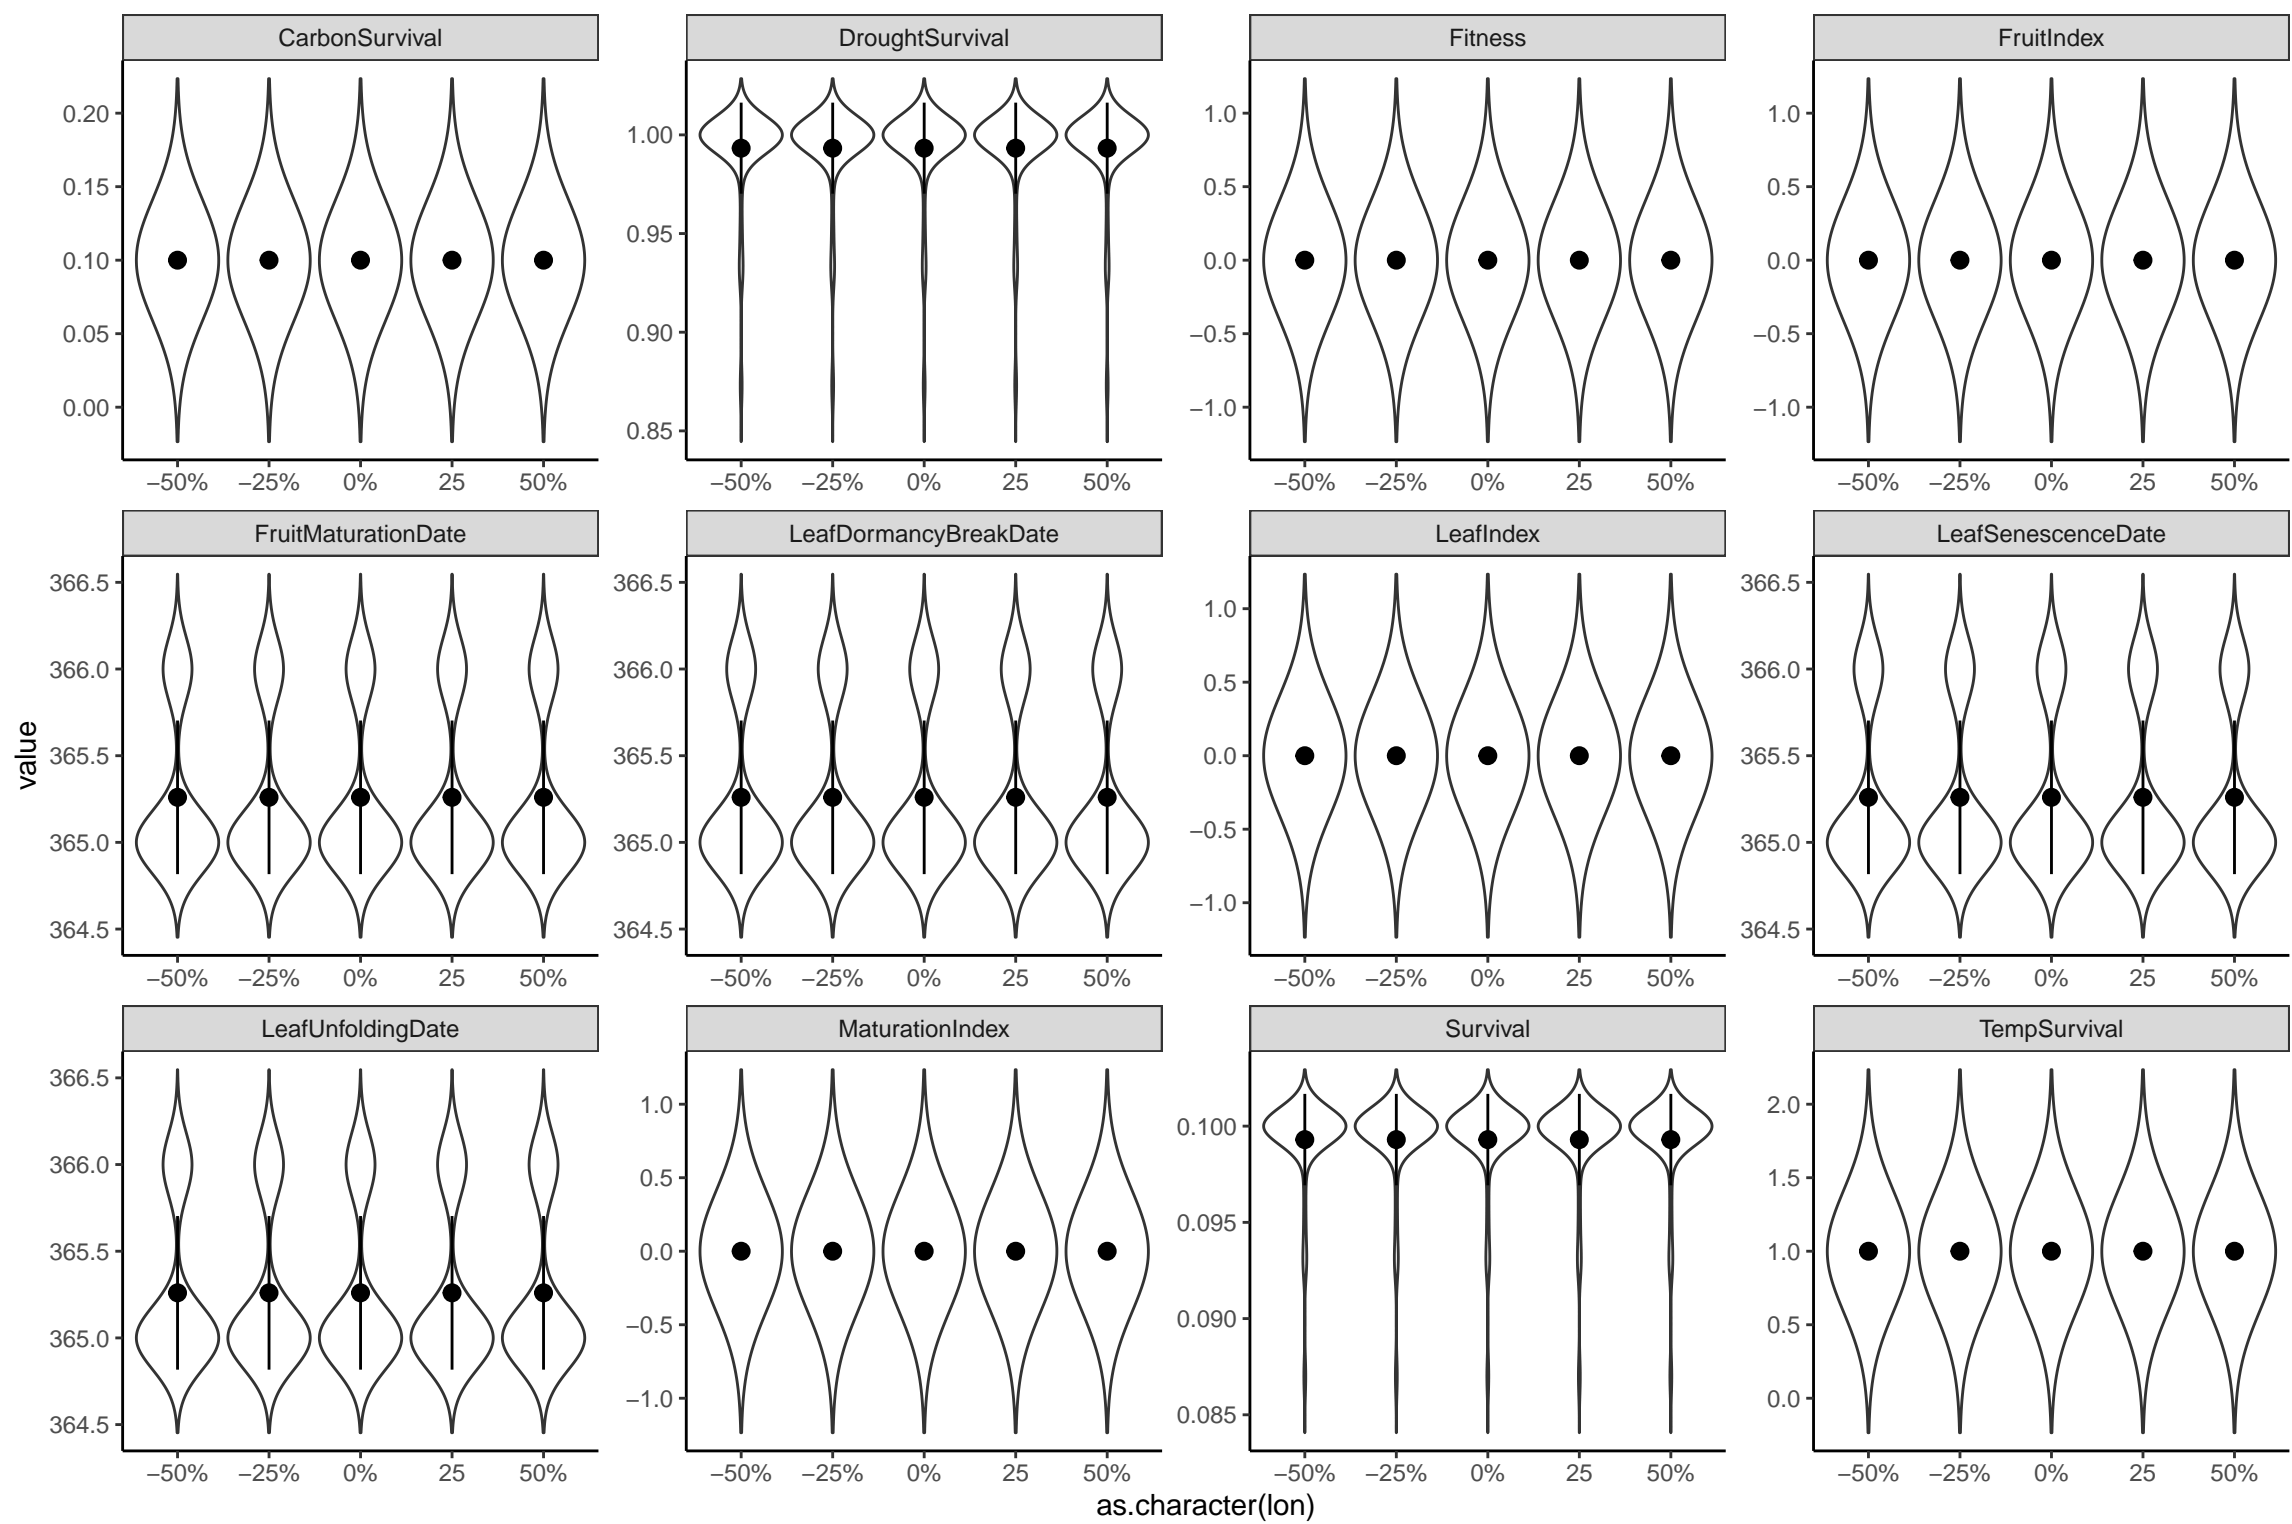 CarbonSurvival DroughtSurvival Fitness FruitIndex
0.20 1.00 1.0 1.0
0.15 0.95 0.5 0.5
0.10 0.90 0.0 0.0
0.05 0.85 −0.5 −0.5
0.00 −1.0 −1.0
−50% −25% 0% 25 50% −50% −25% 0% 25 50% −50% −25% 0% 25 50% −50% −25% 0% 25 50%
FruitMaturationDate LeafDormancyBreakDate LeafIndex LeafSenescenceDate
366.5 366.5 1.0 366.5
366.0 366.0 0.5 366.0
365.5 365.5 0.0 365.5
365.0 365.0 −0.5 365.0
364.5 364.5 −1.0 364.5
value
−50% −25% 0% 25 50% −50% −25% 0% 25 50% −50% −25% 0% 25 50% −50% −25% 0% 25 50%
LeafUnfoldingDate MaturationIndex Survival TempSurvival
366.5 1.0 0.100 2.0
366.0 0.5 0.095 1.5
365.5 0.0 0.090 1.0
365.0 −0.5 0.085 0.5
364.5 −1.0 0.0
−50% −25% 0% 25 50% −50% −25% 0% 25 50% −50% −25% 0% 25 50% −50% −25% 0% 25 50%
as.character(lon)